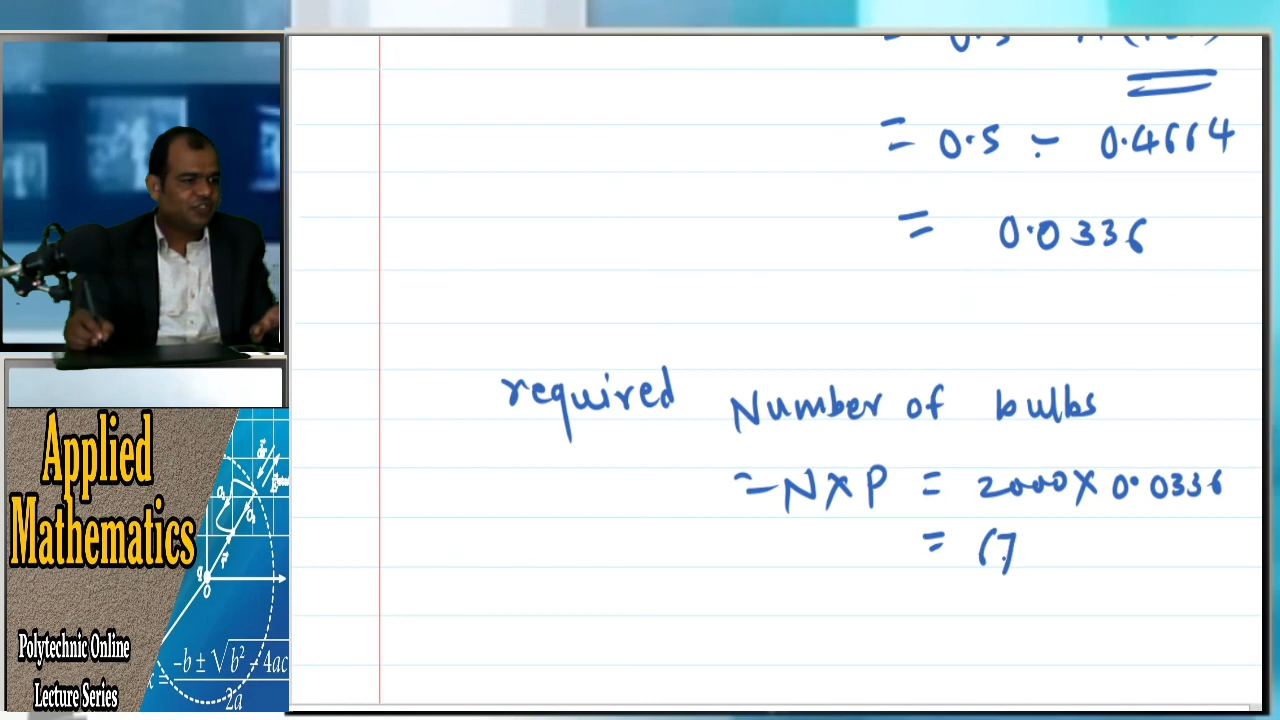 = 0.5 - 0.4664
= 0.0336
required Number of bulbs
= N X P = 2000 X 0.0336
= 67
Applied
Mathematics
Polytechnic Online
Lecture Series
-b ± √b² - 4ac
2a